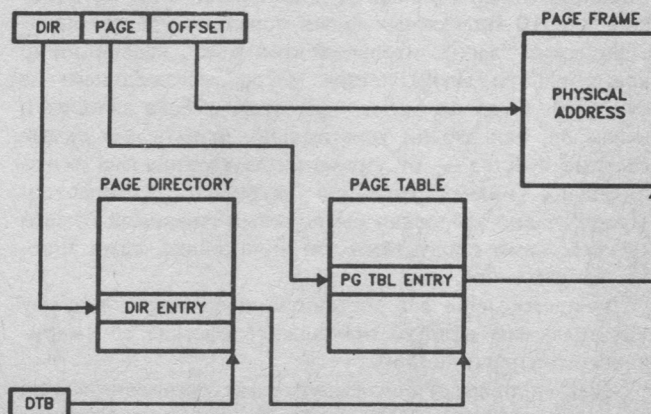 DIR PAGE OFFSET
PAGE FRAME
PHYSICAL
ADDRESS
PAGE DIRECTORY
PAGE TABLE
PG TBL ENTRY
DIR ENTRY
DTB